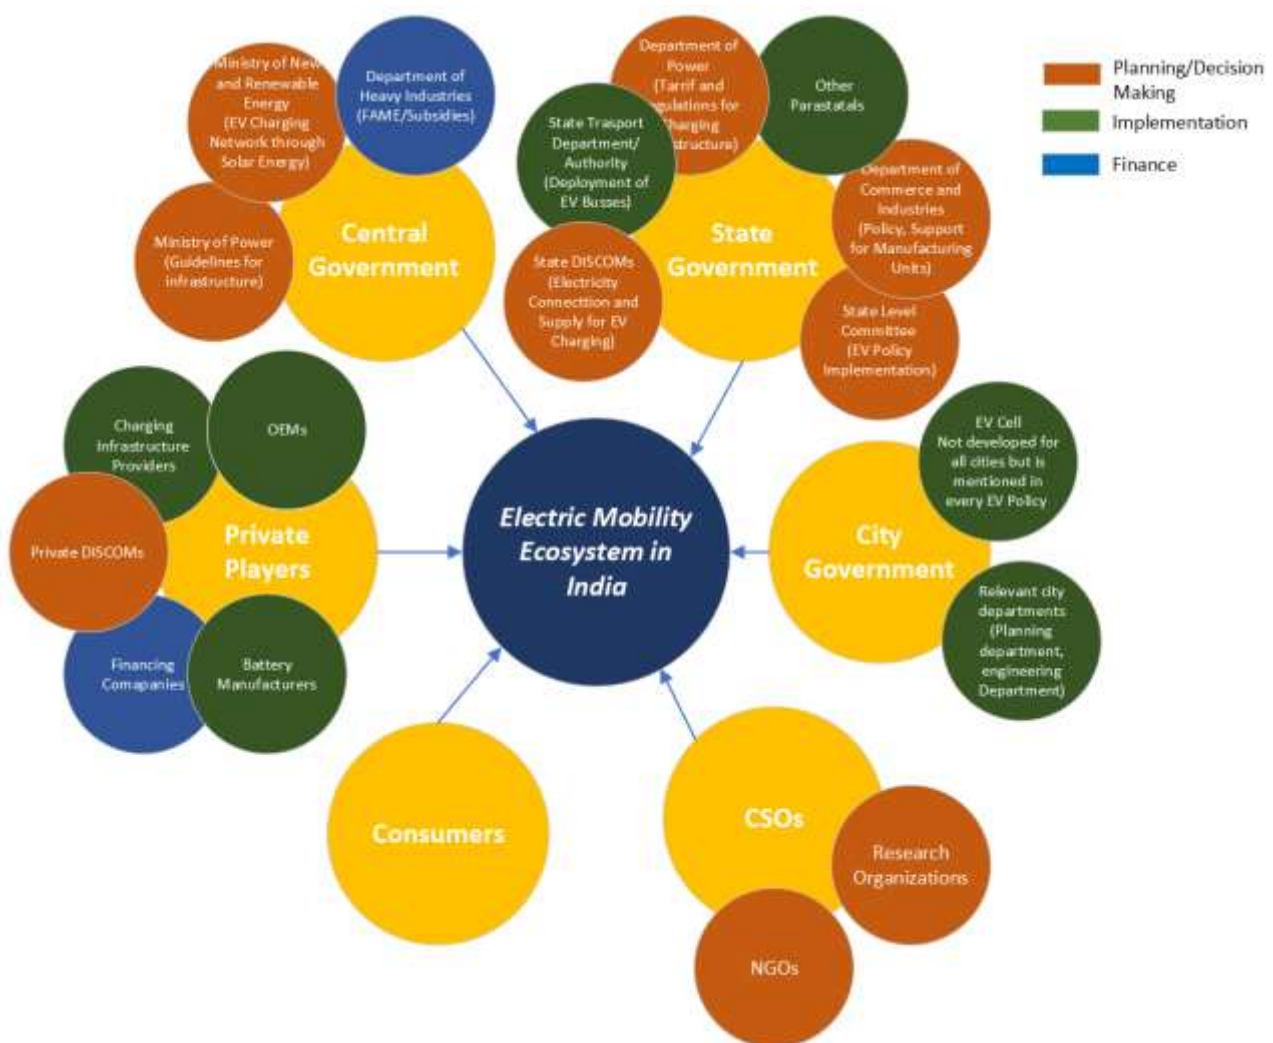 Ministry of New
and Renewable
Energy
(EV Charging
Network through
Solar Energy)
Department of
Heavy Industries
(FAME/Subsidies)
Ministry of Power
(Guidelines for
infrastructure)
Central
Government
Department of
Power
(Tarif and
egulations for
Charging
structure)
Other
Parastatals
State Trasport
Department/
Authority
(Deployment of
EV Busses)
Department of
Commerce and
Industries
(Policy, Support
for Manufacturing
Units)
State DISCOMs
(Electricity
Connecttion and
Supply for EV
Charging)
State Level
Committee
(EV Policy
Implementation)
State
Government
Planning/Decision
Making
Implementation
Finance
Charging
Infrastructure
Providers
OEMs
Private DISCOMs
Financing
Comapanies
Battery
Manufacturers
Private
Players
Electric Mobility
Ecosystem in
India
EV Cell
Not developed for
all cities but is
mentioned in
every EV Policy
City
Government
Relevant city
departments
(Planning
department,
engineering
Department)
Consumers
CSOs
Research
Organizations
NGOs